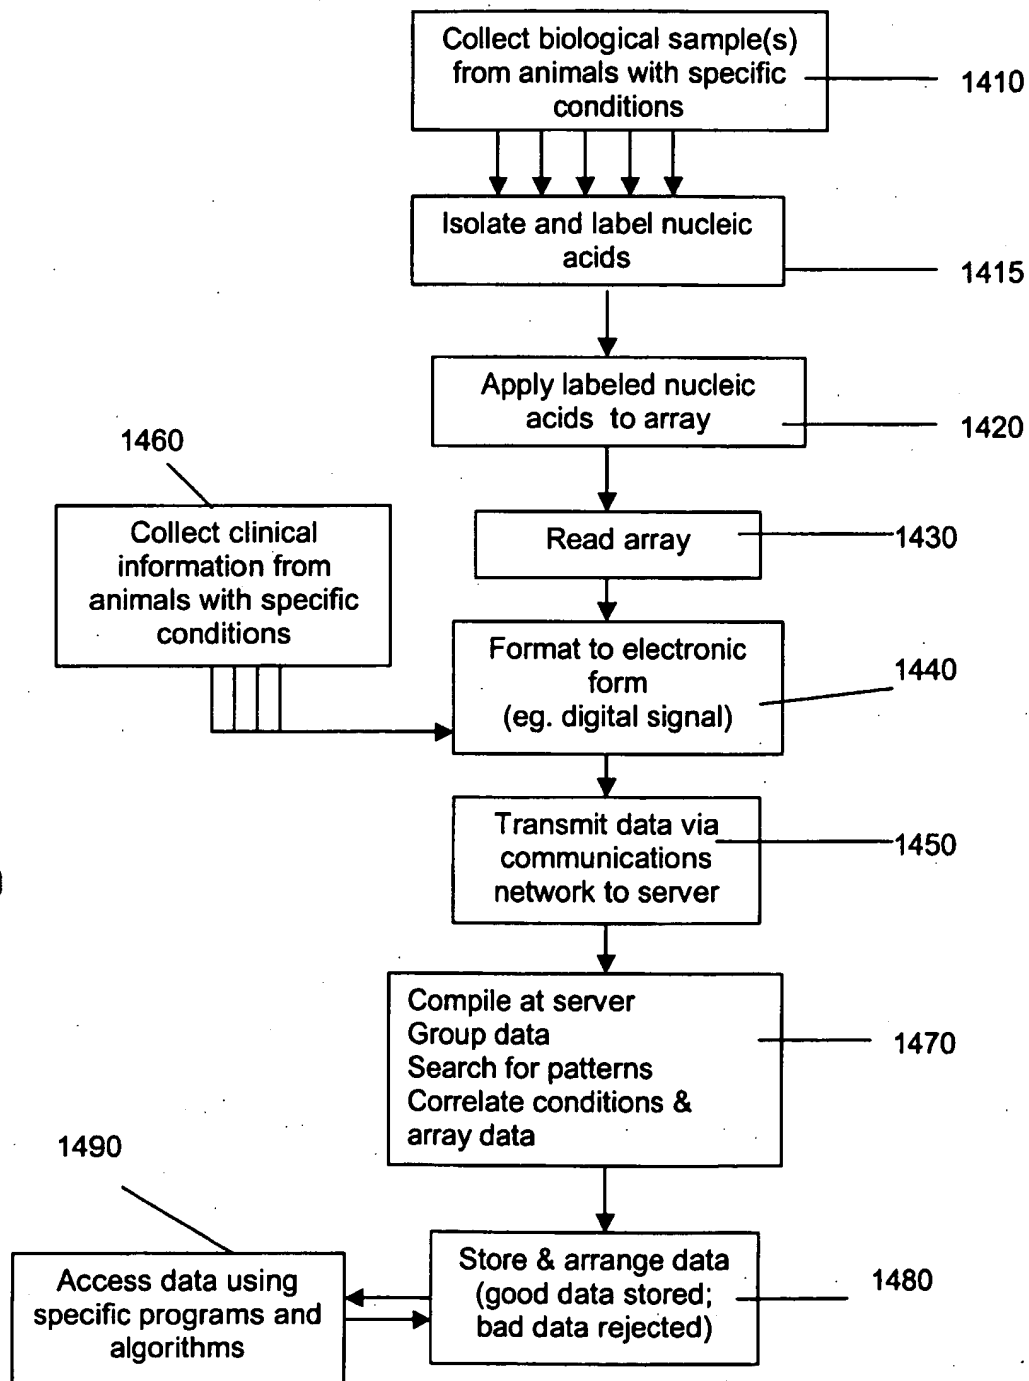 Collect biological sample(s)
from animals with specific
conditions
1410
Isolate and label nucleic
acids
1415
Apply labeled nucleic
acids to array
1420
1460
Collect clinical
information from
animals with specific
conditions
Read array
1430
Format to electronic
form
(eg. digital signal)
1440
Transmit data via
communications
network to server
1450
Compile at server
Group data
Search for patterns
Correlate conditions &
array data
1470
1490
Access data using
specific programs and
algorithms
Store & arrange data
(good data stored;
bad data rejected)
1480